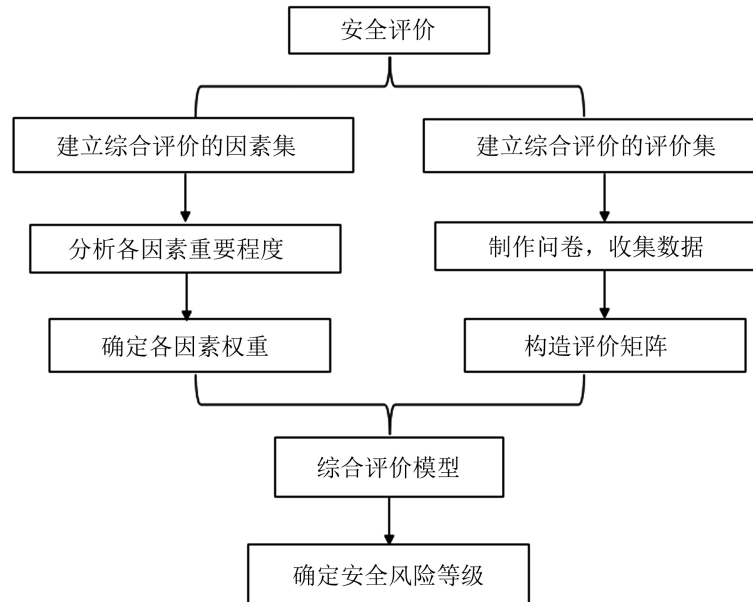 安全评价
建立综合评价的因素集
建立综合评价的评价集
分析各因素重要程度
制作问卷，收集数据
确定各因素权重
构造评价矩阵
综合评价模型
确定安全风险等级